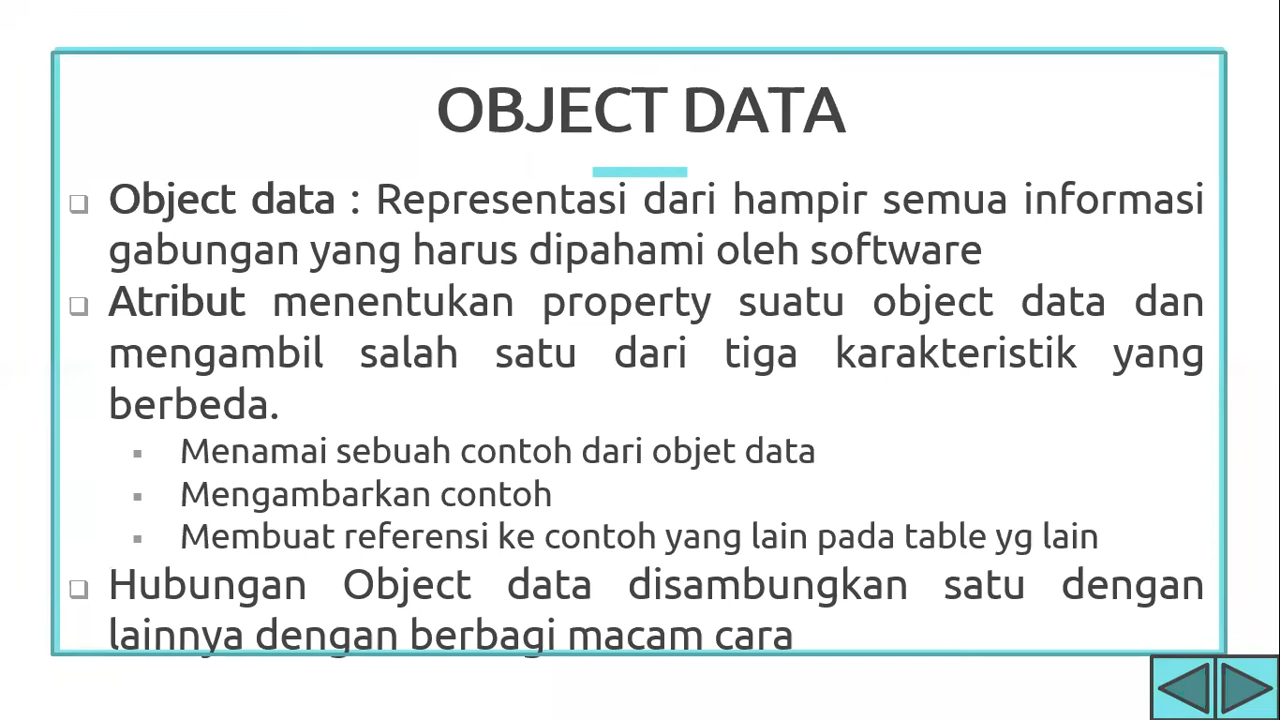 OBJECT DATA
Object data : Representasi dari hampir semua informasi
gabungan yang harus dipahami oleh software
Atribut menentukan property suatu object data dan
mengambil salah satu dari tiga karakteristik yang
berbeda.
Menamai sebuah contoh dari objet data
Mengambarkan contoh
Membuat referensi ke contoh yang lain pada table yg lain
Hubungan Object data disambungkan satu dengan
lainnya dengan berbagi macam cara